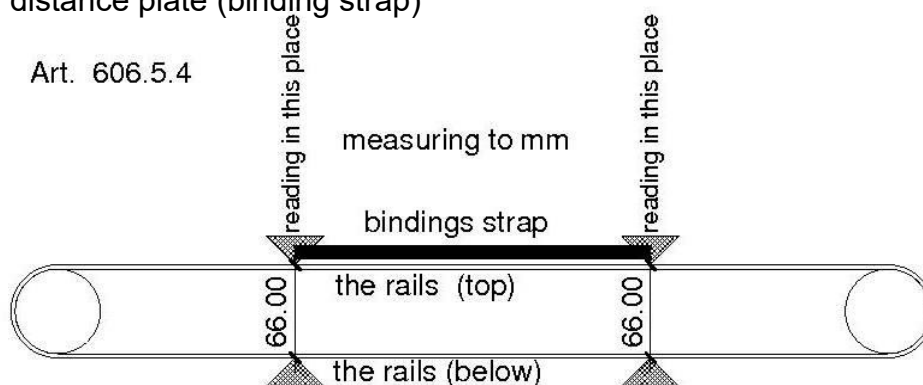 distance plate (binding strap)
Art. 606.5.4
reading in this place
reading in this place
measuring to mm
bindings strap
the rails (top)
66.00
66.00
the rails (below)